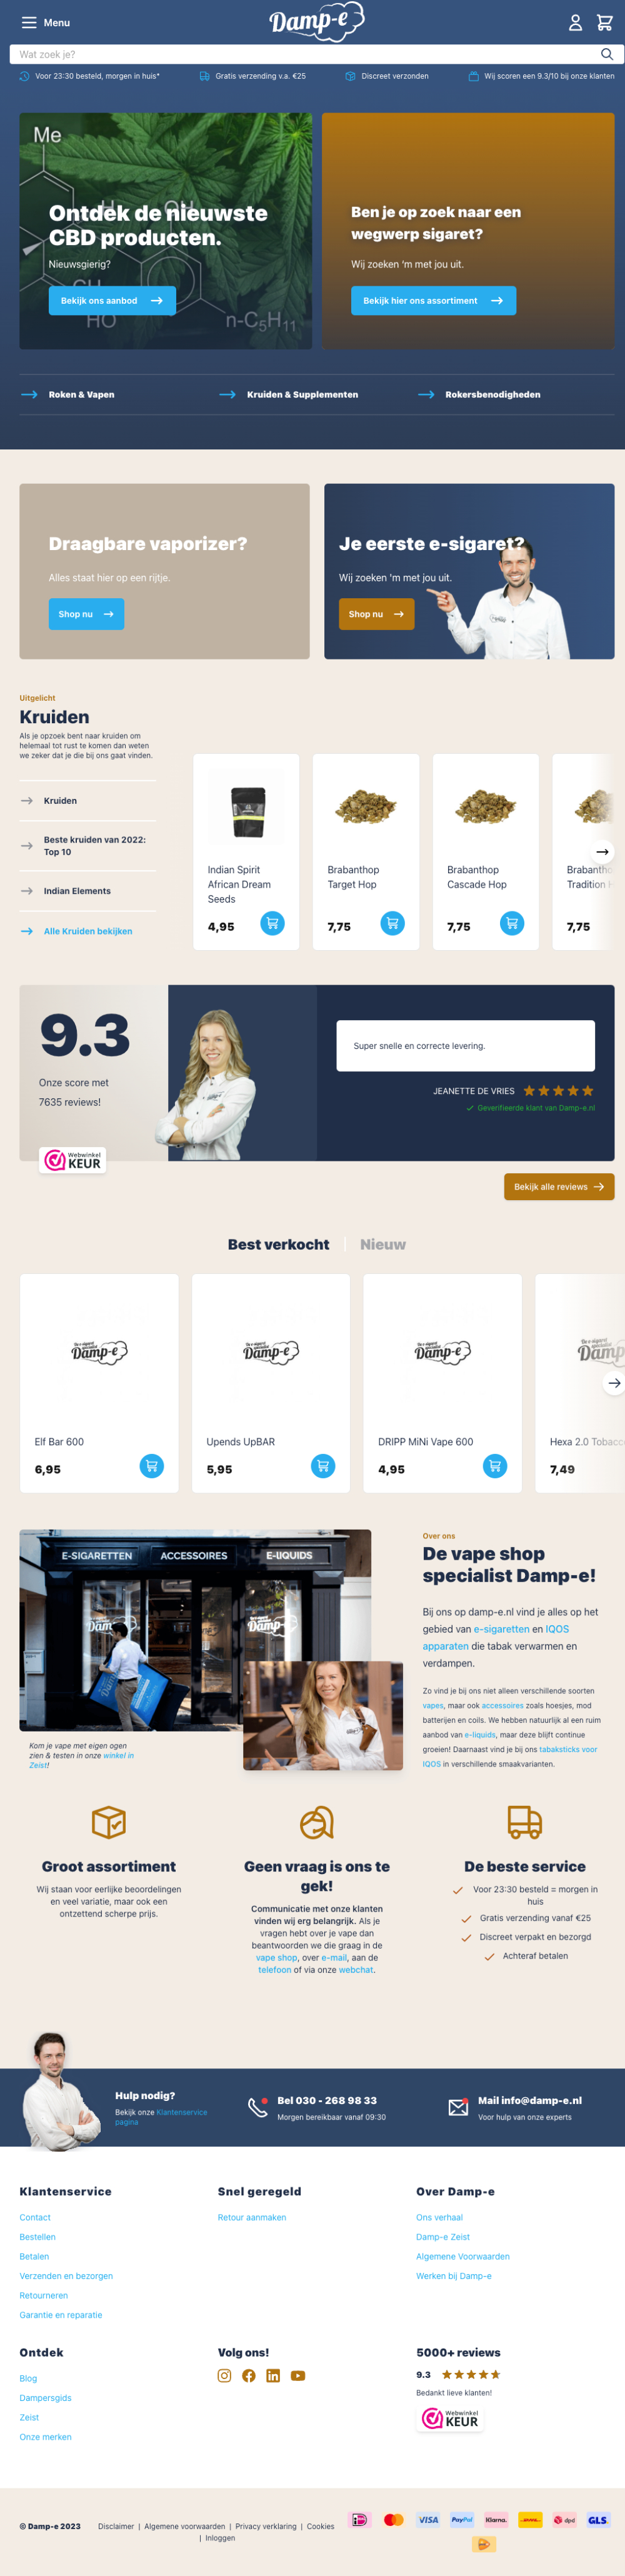 Menu
Damp-e
Wat zoek je?
Voor 23:30 besteld, morgen in huis*
Gratis verzending v.a. €25
Discreet verzonden
Wij scoren een 9.3/10 bij onze klanten
Me
OH
CH
HO
n-C5H11
Ontdek de nieuwste
CBD producten.
Nieuwsgierig?
Bekijk ons aanbod
Ben je op zoek naar een
wegwerp sigaret?
Wij zoeken 'm met jou uit.
Bekijk hier ons assortiment
Roken & Vapen
Kruiden & Supplementen
Rokersbenodigheden
Draagbare vaporizer?
Alles staat hier op een rijtje.
Shop nu
Je eerste e-sigaret?
Wij zoeken 'm met jou uit.
Shop nu
Uitgelicht
Kruiden
Als je opzoek bent naar kruiden om
helemaal tot rust te komen dan weten
we zeker dat je die bij ons gaat vinden.
Kruiden
Beste kruiden van 2022:
Top 10
Indian Elements
Alle Kruiden bekijken
Indian Spirit
African Dream
Seeds
4,95
Brabanthop
Target Hop
7,75
Brabanthop
Cascade Hop
7,75
Brabantho
Tradition H
7,75
9.3
Onze score met
7635 reviews!
Webwinkel
KEUR
Super snelle en correcte levering.
JEANETTE DE VRIES
Geverifieerde klant van Damp-e.nl
Bekijk alle reviews
Best verkocht
Nieuw
Damp-e
Elf Bar 600
6,95
Damp-e
Upends UpBAR
5,95
Damp-e
DRIPP MiNi Vape 600
4,95
Damp
Hexa 2.0 Tobacc
7,49
E-SIGARETTEN
ACCESSOIRES
E-LIQUIDS
Kom je vape met eigen ogen
zien & testen in onze winkel in
Zeist!
Over ons
De vape shop
specialist Damp-e!
Bij ons op damp-e.nl vind je alles op het
gebied van e-sigaretten en IQOS
apparaten die tabak verwarmen en
verdampen.
Zo vind je bij ons niet alleen verschillende soorten
vapes, maar ook accessoires zoals hoesjes, mod
batterijen en coils. We hebben natuurlijk al een ruim
aanbod van e-liquids, maar deze blijft continue
groeien! Daarnaast vind je bij ons tabaksticks voor
IQOS in verschillende smaakvarianten.
Groot assortiment
Wij staan voor eerlijke beoordelingen
en veel variatie, maar ook een
ontzettend scherpe prijs.
Geen vraag is ons te
gek!
Communicatie met onze klanten
vinden wij erg belangrijk. Als je
vragen hebt over je vape dan
beantwoorden we die graag in de
vape shop, over e-mail, aan de
telefoon of via onze webchat.
De beste service
Voor 23:30 besteld = morgen in
huis
Gratis verzending vanaf €25
Discreet verpakt en bezorgd
Achteraf betalen
Hulp nodig?
Bekijk onze Klantenservice
pagina
Bel 030 - 268 98 33
Morgen bereikbaar vanaf 09:30
Mail info@damp-e.nl
Voor hulp van onze experts
Klantenservice
Contact
Bestellen
Betalen
Verzenden en bezorgen
Retourneren
Garantie en reparatie
Snel geregeld
Retour aanmaken
Over Damp-e
Ons verhaal
Damp-e Zeist
Algemene Voorwaarden
Werken bij Damp-e
Ontdek
Blog
Dampersgids
Zeist
Onze merken
Volg ons!
5000+ reviews
9.3
Bedankt lieve klanten!
Webwinkel
KEUR
© Damp-e 2023
Disclaimer | Algemene voorwaarden | Privacy verklaring | Cookies
| Inloggen
VISA
PayPal
Klarna.
dpd
GLS